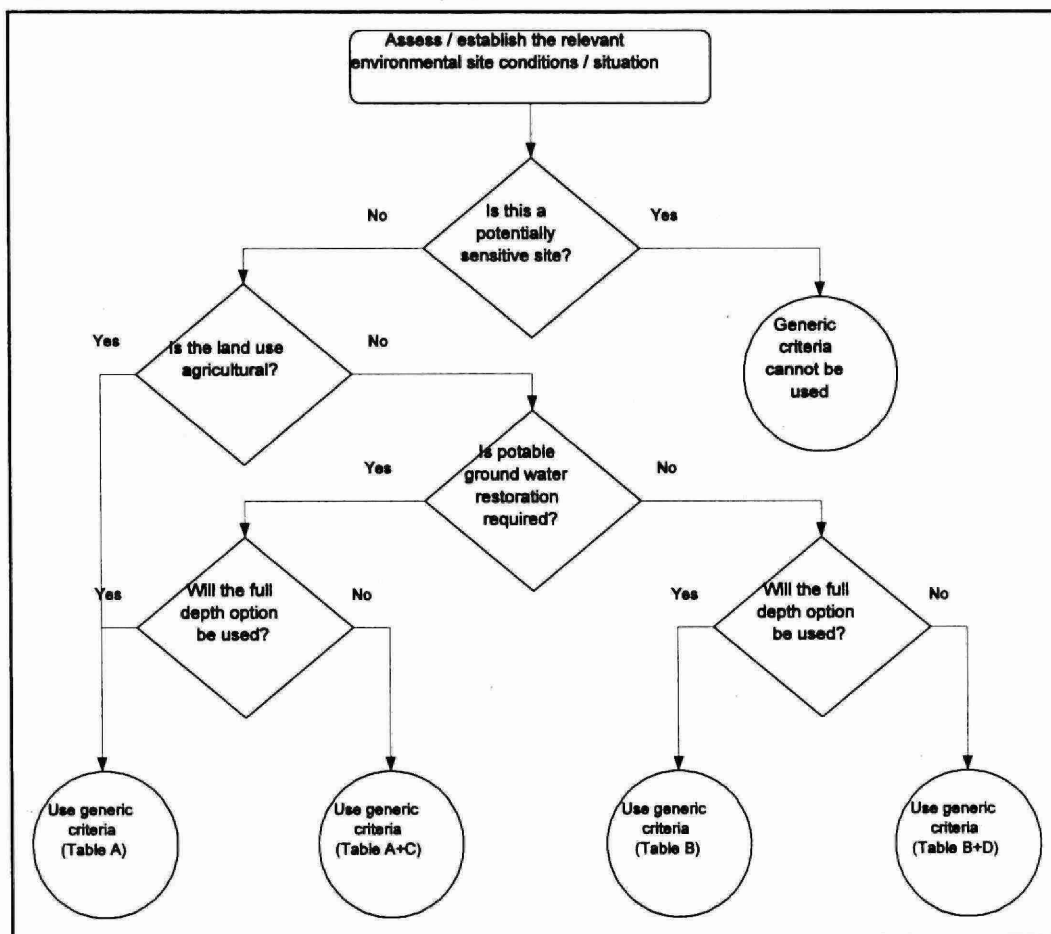 Assess / establish the relevant
environmental site conditions / situation
No
Is this a
potentially
sensitive site?
Yes
Generic
criteria
cannot be
used
Yes
Is the land use
agricultural?
No
Yes
Is potable
ground water
restoration
required?
No
Yes
Will the full
depth option
be used?
No
Yes
Will the full
depth option
be used?
No
Use generic
criteria
(Table A)
Use generic
criteria
(Table A+C)
Use generic
criteria
(Table B)
Use generic
criteria
(Table B+D)